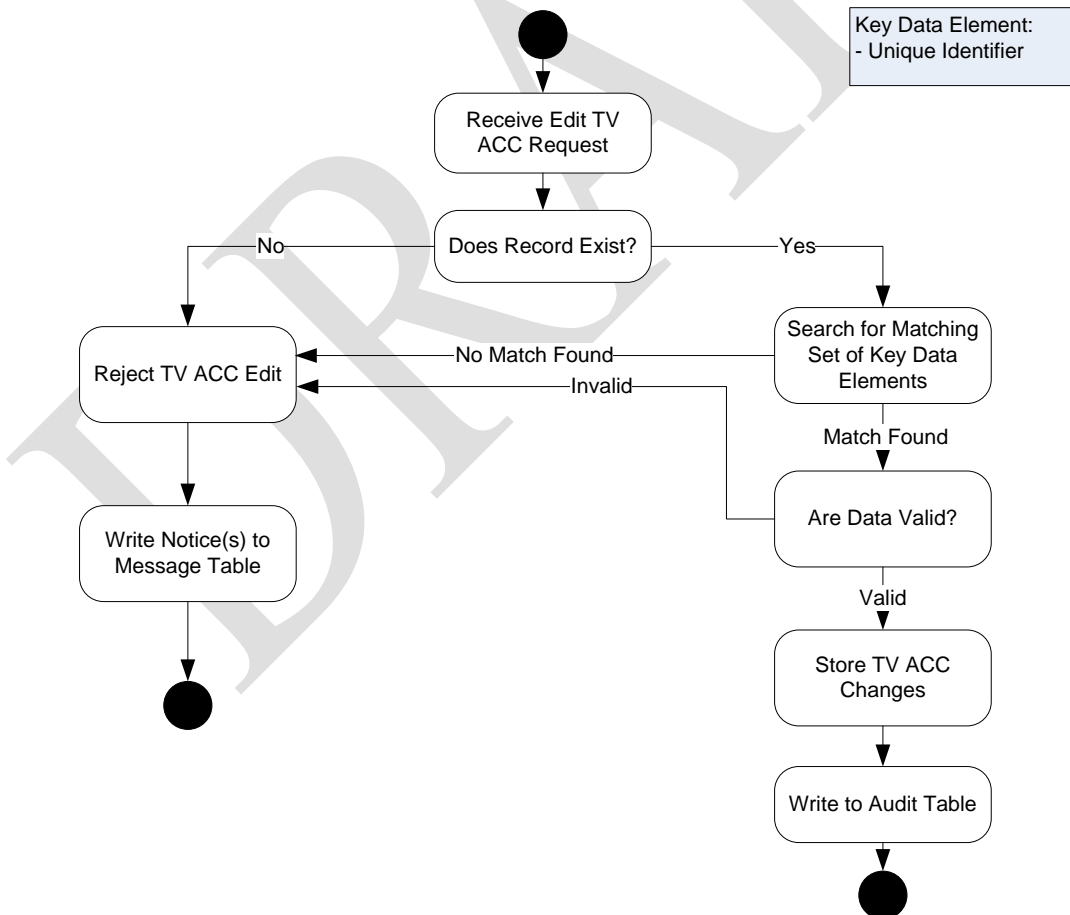 Key Data Element:
- Unique Identifier
Receive Edit TV
ACC Request
Does Record Exist?
No
Yes
Search for Matching
Set of Key Data
Elements
No Match Found
Reject TV ACC Edit
Invalid
Match Found
Are Data Valid?
Write Notice(s) to
Message Table
Valid
Store TV ACC
Changes
Write to Audit Table
DRA